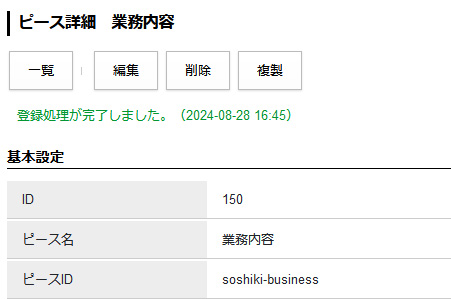 ピース詳細　業務内容
一覧 | 編集 削除 複製
登録処理が完了しました。（2024-08-28 16:45）
基本設定
ID 150
ピース名 業務内容
ピースID soshiki-business